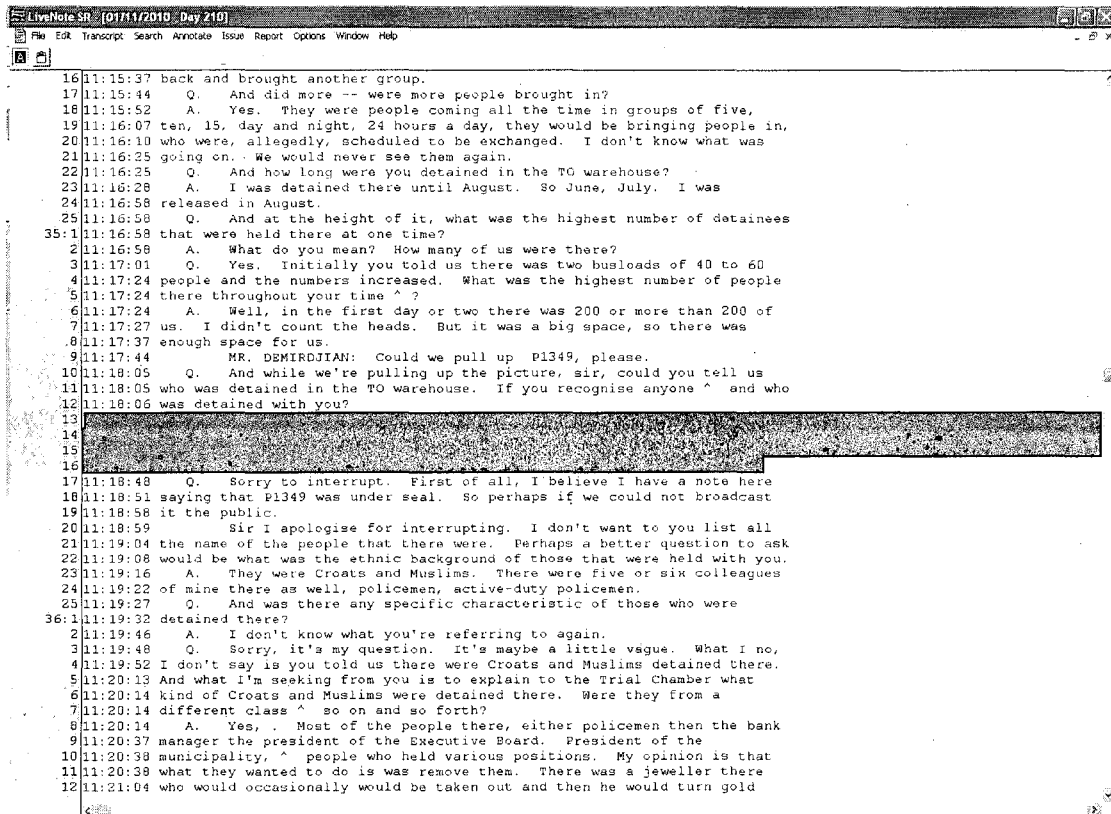 LiveNote SR - [01/11/2010 Day 210]
File Edit Transcript Search Annotate Issue Report Options Window Help
16 11:15:37 back and brought another group.
17 11:15:44 Q. And did more -- were more people brought in?
18 11:15:52 A. Yes. They were people coming all the time in groups of five,
19 11:16:07 ten, 15, day and night, 24 hours a day, they would be bringing people in,
20 11:16:10 who were, allegedly, scheduled to be exchanged. I don't know what was
21 11:16:25 going on. We would never see them again.
22 11:16:25 Q. And how long were you detained in the TO warehouse?
23 11:16:28 A. I was detained there until August. So June, July. I was
24 11:16:58 released in August.
25 11:16:58 Q. And at the height of it, what was the highest number of detainees
35:1 11:16:58 that were held there at one time?
2 11:16:58 A. What do you mean? How many of us were there?
3 11:17:01 Q. Yes. Initially you told us there was two busloads of 40 to 60
4 11:17:24 people and the numbers increased. What was the highest number of people
5 11:17:24 there throughout your time ^ ?
6 11:17:24 A. Well, in the first day or two there was 200 or more than 200 of
7 11:17:27 us. I didn't count the heads. But it was a big space, so there was
8 11:17:37 enough space for us.
9 11:17:44 MR. DEMIRDJIAN: Could we pull up P1349, please.
10 11:18:05 Q. And while we're pulling up the picture, sir, could you tell us
11 11:18:05 who was detained in the TO warehouse. If you recognise anyone ^ and who
12 11:18:06 was detained with you?
13
14
15
16
17 11:18:48 Q. Sorry to interrupt. First of all, I believe I have a note here
18 11:18:51 saying that P1349 was under seal. So perhaps if we could not broadcast
19 11:18:58 it the public.
20 11:18:59 Sir I apologise for interrupting. I don't want to you list all
21 11:19:04 the name of the people that there were. Perhaps a better question to ask
22 11:19:08 would be what was the ethnic background of those that were held with you.
23 11:19:16 A. They were Croats and Muslims. There were five or six colleagues
24 11:19:22 of mine there as well, policemen, active-duty policemen.
25 11:19:27 Q. And was there any specific characteristic of those who were
36:1 11:19:32 detained there?
2 11:19:46 A. I don't know what you're referring to again.
3 11:19:48 Q. Sorry, it's my question. It's maybe a little vague. What I no,
4 11:19:52 I don't say is you told us there were Croats and Muslims detained there.
5 11:20:13 And what I'm seeking from you is to explain to the Trial Chamber what
6 11:20:14 kind of Croats and Muslims were detained there. Were they from a
7 11:20:14 different class ^ so on and so forth?
8 11:20:14 A. Yes, . Most of the people there, either policemen then the bank
9 11:20:37 manager the president of the Executive Board. President of the
10 11:20:38 municipality, ^ people who held various positions. My opinion is that
11 11:20:38 what they wanted to do is was remove them. There was a jeweller there
12 11:21:04 who would occasionally would be taken out and then he would turn gold